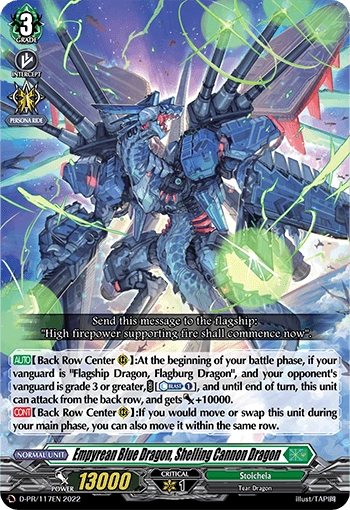 3
GRADE
INTERCEPT
PERSONA RIDE
Send this message to the flagship:
"High firepower supporting fire shall commence now".
AUTO【Back Row Center】:At the beginning of your battle phase, if your
vanguard is "Flagship Dragon, Flagburg Dragon", and your opponent's
vanguard is grade 3 or greater, [BLAST 1], and until end of turn, this unit
can attack from the back row, and gets +10000.
CONT【Back Row Center】:If you would move or swap this unit during
your main phase, you can also move it within the same row.
NORMAL UNIT
Empyrean Blue Dragon, Shelling Cannon Dragon
POWER 13000
CRITICAL
1
Stoicheia
Tear Dragon
D-PR/117EN 2022
illust/TAPI岡